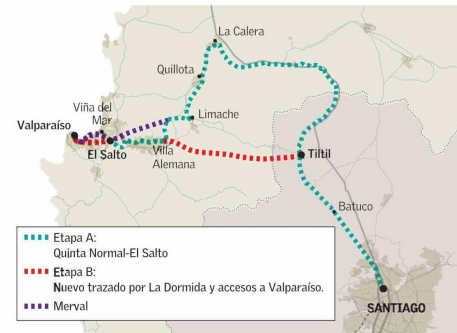 La Calera
Quillota
Viña del
Mar
Valparaíso
Limache
El Salto
Villa
Alemana
Tiltil
Batuco
SANTIAGO
Etapa A:
Quinta Normal-El Salto
Etapa B:
Nuevo trazado por La Dormida y accesos a Valparaíso.
Merval